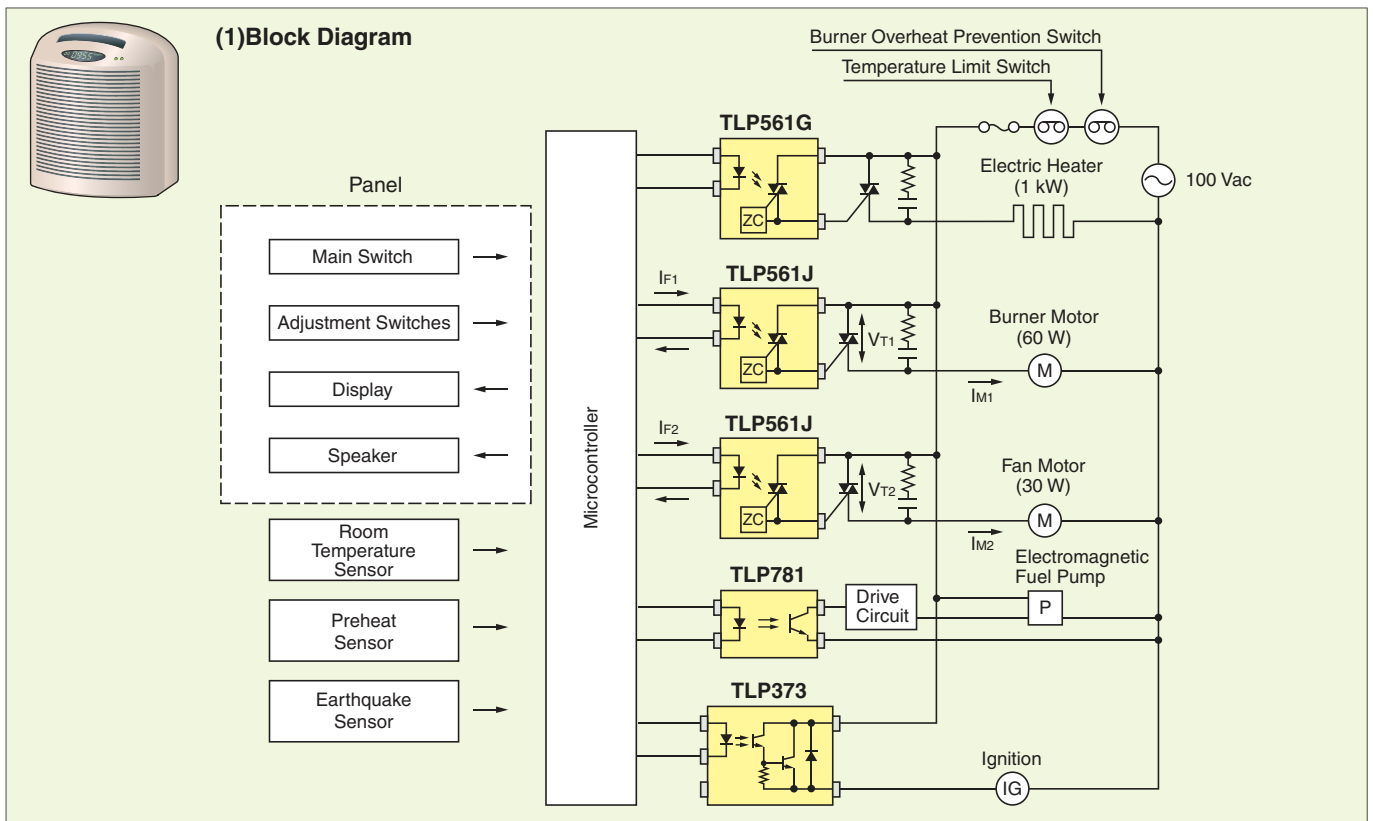 (1)Block Diagram
Burner Overheat Prevention Switch
Temperature Limit Switch
TLP561G
Electric Heater
(1 kW)
100 Vac
ZC
Panel
Main Switch
Adjustment Switches
Display
Speaker
Room
Temperature
Sensor
Preheat
Sensor
Earthquake
Sensor
Microcontroller
TLP561J
IF1
ZC
VT1
Burner Motor
(60 W)
M
IM1
TLP561J
IF2
ZC
VT2
Fan Motor
(30 W)
M
IM2
TLP781
Drive
Circuit
Electromagnetic
Fuel Pump
P
TLP373
Ignition
IG